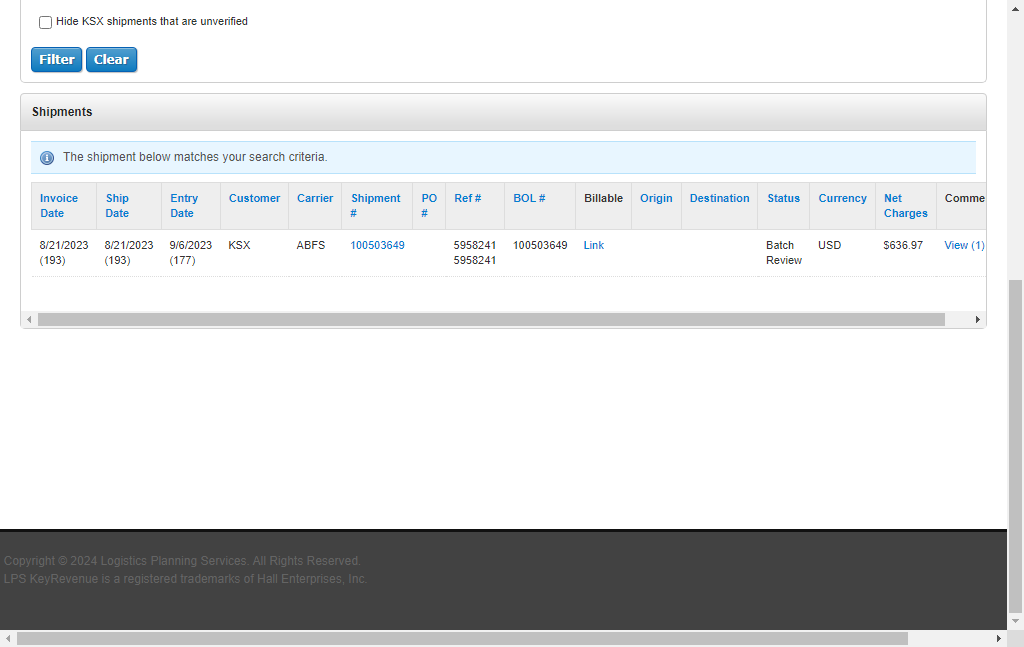 Hide KSX shipments that are unverified
Filter Clear
Shipments
The shipment below matches your search criteria.
Invoice Date Ship Date Entry Date Customer Carrier Shipment # PO # Ref # BOL # Billable Origin Destination Status Currency Net Charges Comme
8/21/2023 (193) 8/21/2023 (193) 9/6/2023 (177) KSX ABFS 100503649 5958241 5958241 100503649 Link Batch Review USD $636.97 View (1)
Copyright © 2024 Logistics Planning Services. All Rights Reserved.
LPS KeyRevenue is a registered trademarks of Hall Enterprises, Inc.